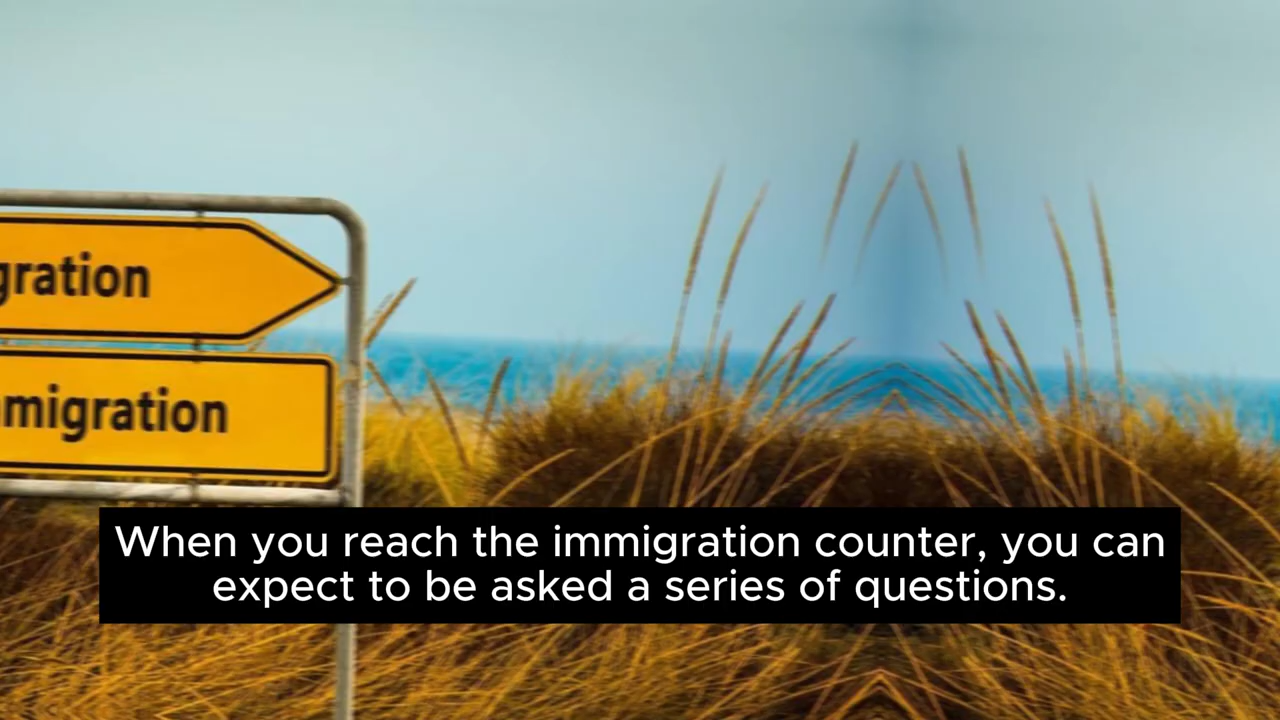 gration
migration
When you reach the immigration counter, you can
expect to be asked a series of questions.